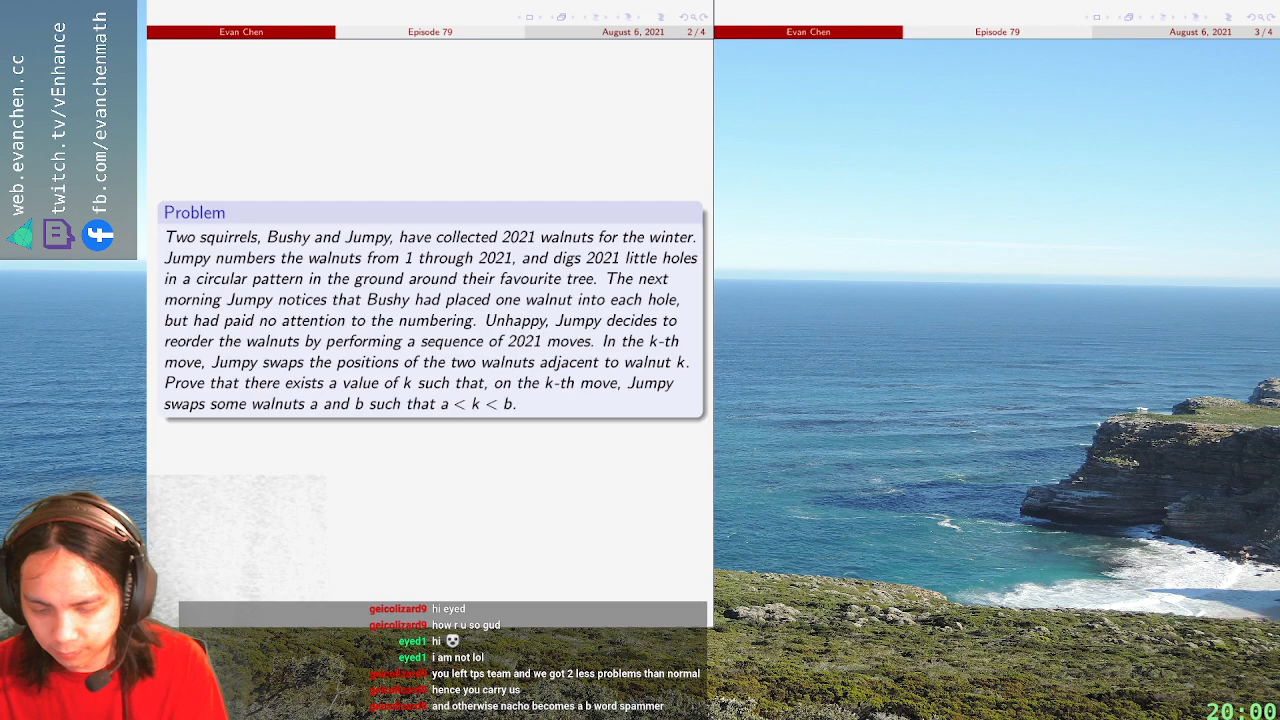 web.evanchen.cc
twitch.tv/vEnhance
fb.com/evanchenmath
Evan Chen Episode 79 August 6, 2021 2 / 4
Evan Chen Episode 79 August 6, 2021 3 / 4
Problem
Two squirrels, Bushy and Jumpy, have collected 2021 walnuts for the winter.
Jumpy numbers the walnuts from 1 through 2021, and digs 2021 little holes
in a circular pattern in the ground around their favourite tree. The next
morning Jumpy notices that Bushy had placed one walnut into each hole,
but had paid no attention to the numbering. Unhappy, Jumpy decides to
reorder the walnuts by performing a sequence of 2021 moves. In the k-th
move, Jumpy swaps the positions of the two walnuts adjacent to walnut k.
Prove that there exists a value of k such that, on the k-th move, Jumpy
swaps some walnuts a and b such that a < k < b.
geicolizard9 hi eyed
geicolizard9 how r u so gud
eyed1 hi
eyed1 i am not lol
geicolizard9 you left tps team and we got 2 less problems than normal
geicolizard9 hence you carry us
geicolizard9 and otherwise nacho becomes a b word spammer
20:00